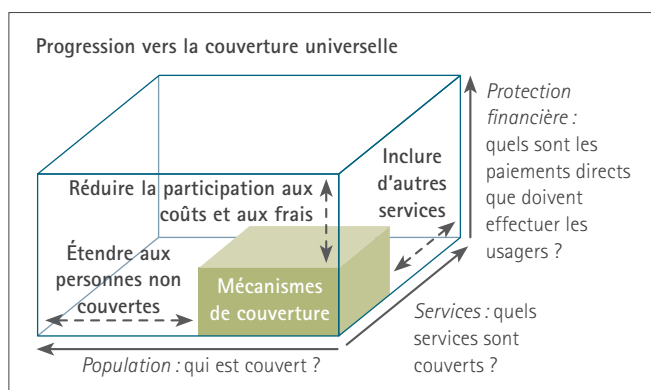 Progression vers la couverture universelle
Protection
financière :
quels sont les
paiements directs
que doivent
effectuer les
usagers ?
Inclure
d'autres
services
Réduire la participation aux
coûts et aux frais
Étendre aux
personnes non
couvertes
Mécanismes
de couverture
Services : quels
services sont
couverts ?
Population : qui est couvert ?